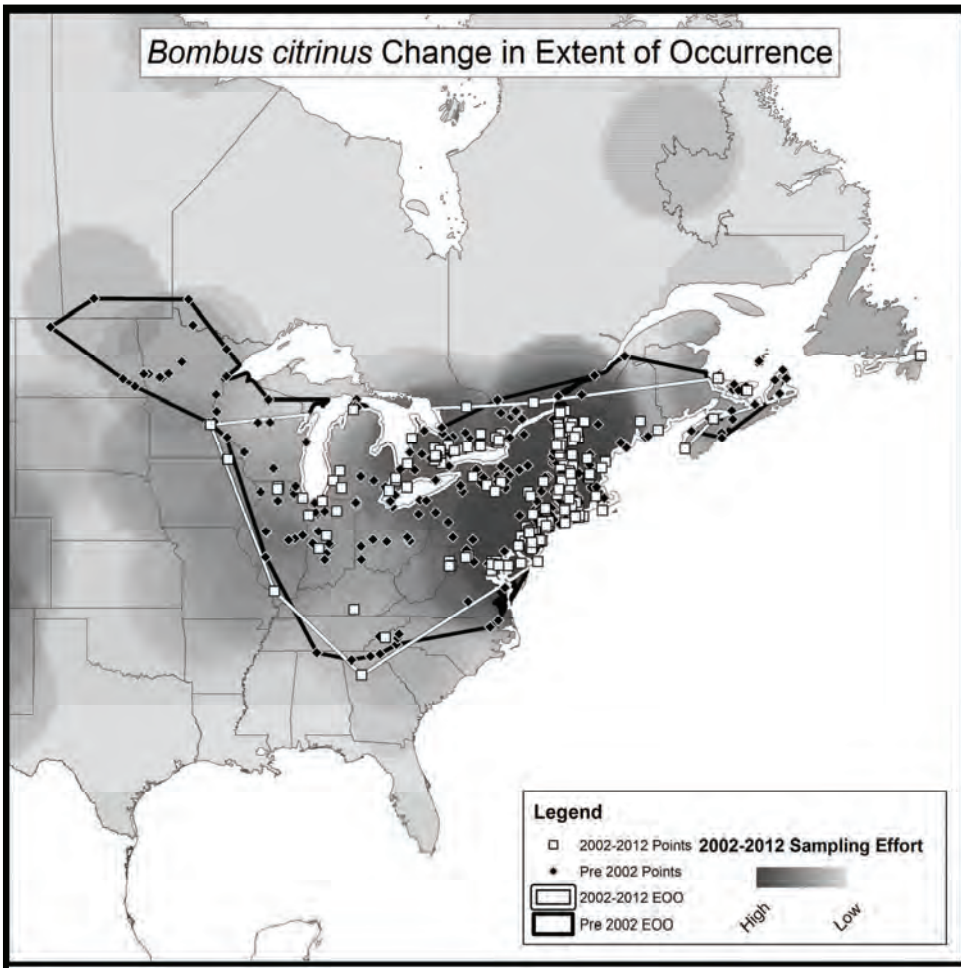 Bombus citrinus Change in Extent of Occurrence
Legend
2002-2012 Points
Pre 2002 Points
2002-2012 EOO
Pre 2002 EOO
2002-2012 Sampling Effort
High
Low